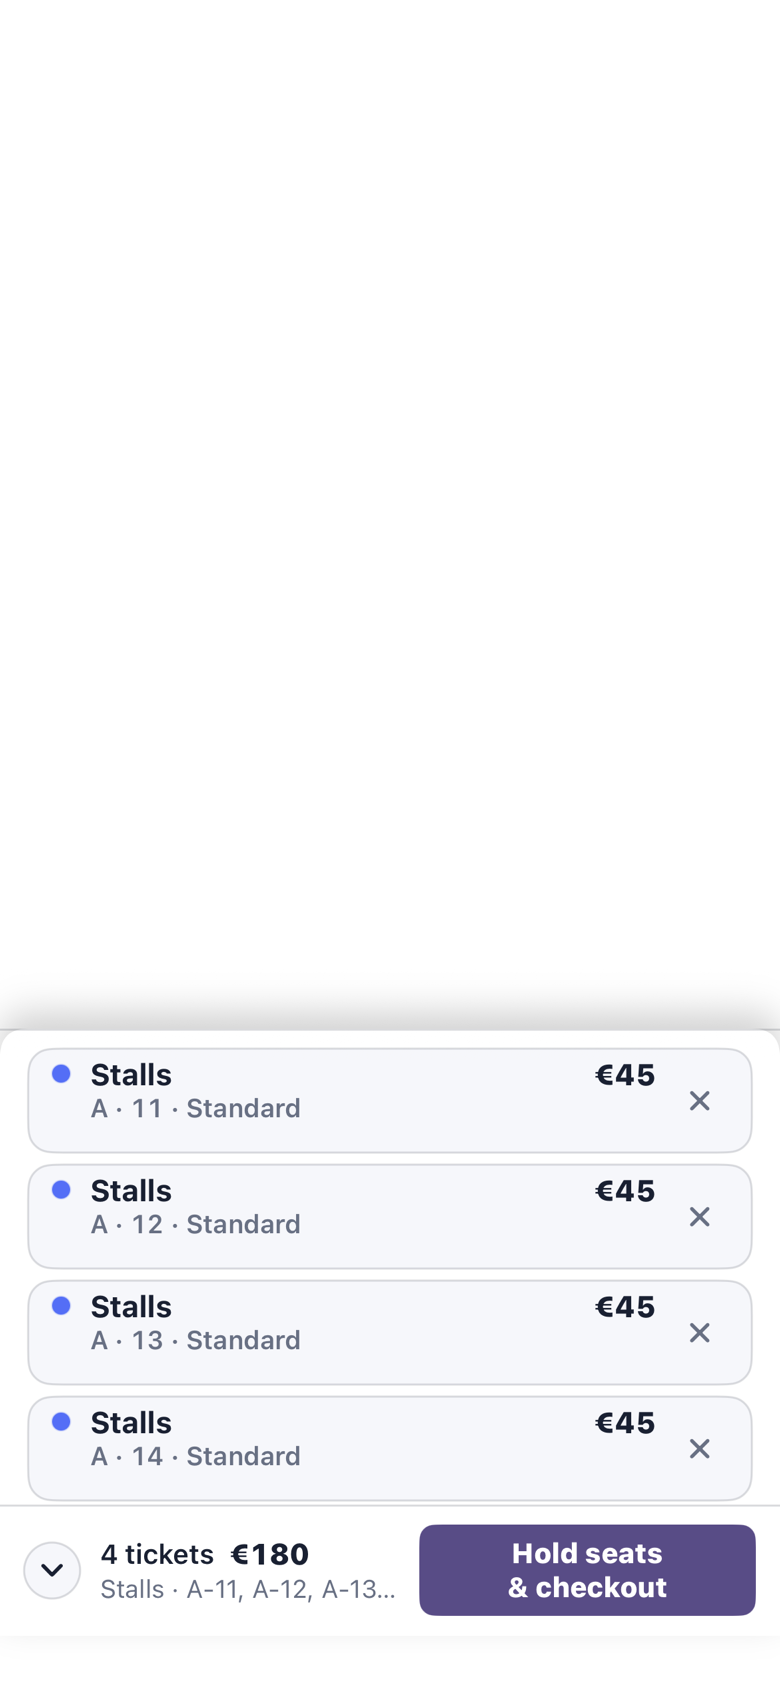 Stalls €45
A · 11 · Standard
Stalls €45
A · 12 · Standard
Stalls €45
A · 13 · Standard
Stalls €45
A · 14 · Standard
4 tickets €180
Stalls · A-11, A-12, A-13...
Hold seats
& checkout